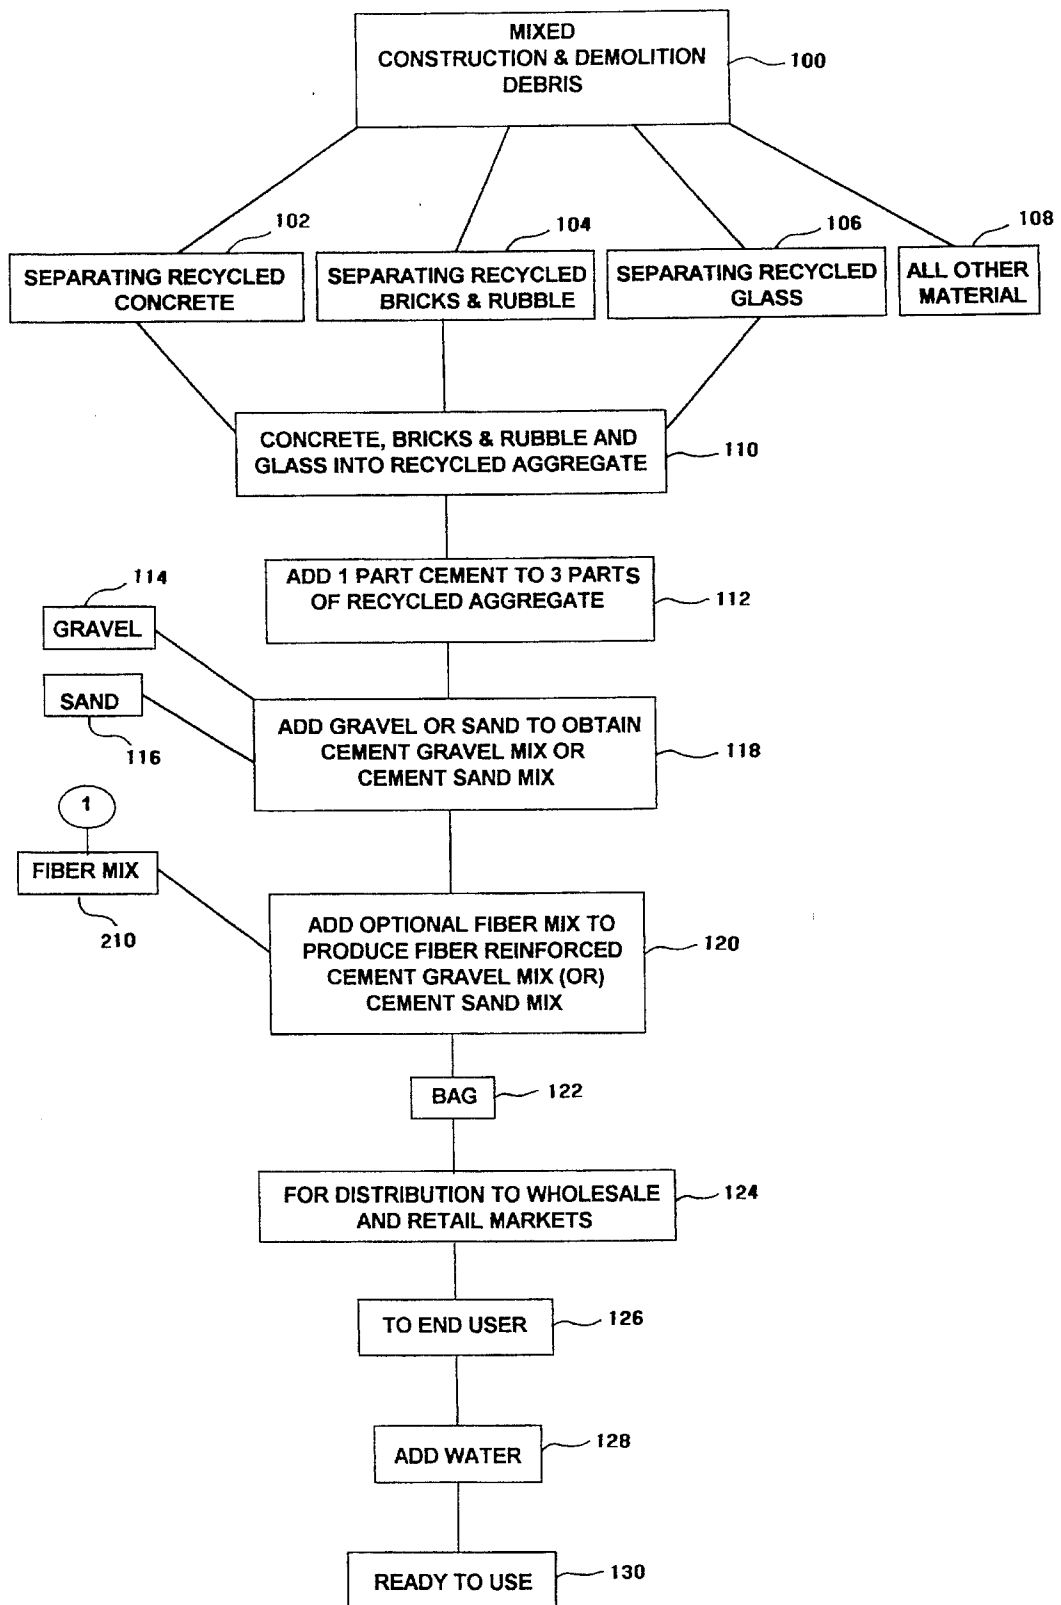 MIXED
CONSTRUCTION & DEMOLITION
DEBRIS
100
102
104
106
108
SEPARATING RECYCLED
CONCRETE
SEPARATING RECYCLED
BRICKS & RUBBLE
SEPARATING RECYCLED
GLASS
ALL OTHER
MATERIAL
CONCRETE, BRICKS & RUBBLE AND
GLASS INTO RECYCLED AGGREGATE
110
ADD 1 PART CEMENT TO 3 PARTS
OF RECYCLED AGGREGATE
112
114
GRAVEL
SAND
116
ADD GRAVEL OR SAND TO OBTAIN
CEMENT GRAVEL MIX OR
CEMENT SAND MIX
118
1
FIBER MIX
210
ADD OPTIONAL FIBER MIX TO
PRODUCE FIBER REINFORCED
CEMENT GRAVEL MIX (OR)
CEMENT SAND MIX
120
BAG
122
FOR DISTRIBUTION TO WHOLESALE
AND RETAIL MARKETS
124
TO END USER
126
ADD WATER
128
READY TO USE
130